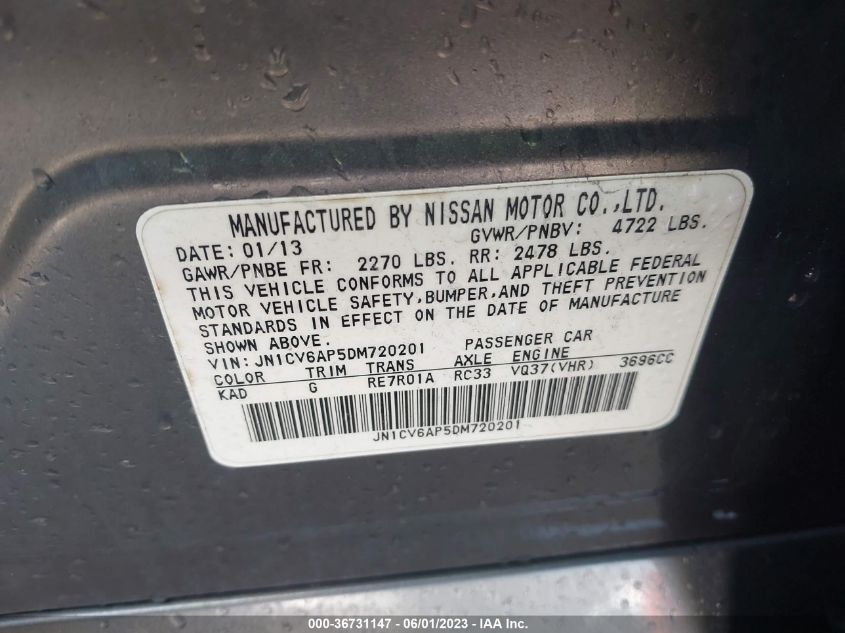 MANUFACTURED BY NISSAN MOTOR CO.,LTD.
DATE: 01/13 GVWR/PNBV: 4722 LBS.
GAWR/PNBE FR: 2270 LBS. RR: 2478 LBS.
THIS VEHICLE CONFORMS TO ALL APPLICABLE FEDERAL
MOTOR VEHICLE SAFETY,BUMPER,AND THEFT PREVENTION
STANDARDS IN EFFECT ON THE DATE OF MANUFACTURE
SHOWN ABOVE.
VIN: JN1CV6AP5DM720201 PASSENGER CAR
COLOR TRIM TRANS AXLE ENGINE
KAD G RE7R01A RC33 VQ37(VHR) 3696CC
JN1CV6AP5DM720201
000-36731147 - 06/01/2023 - © IAA, Inc.